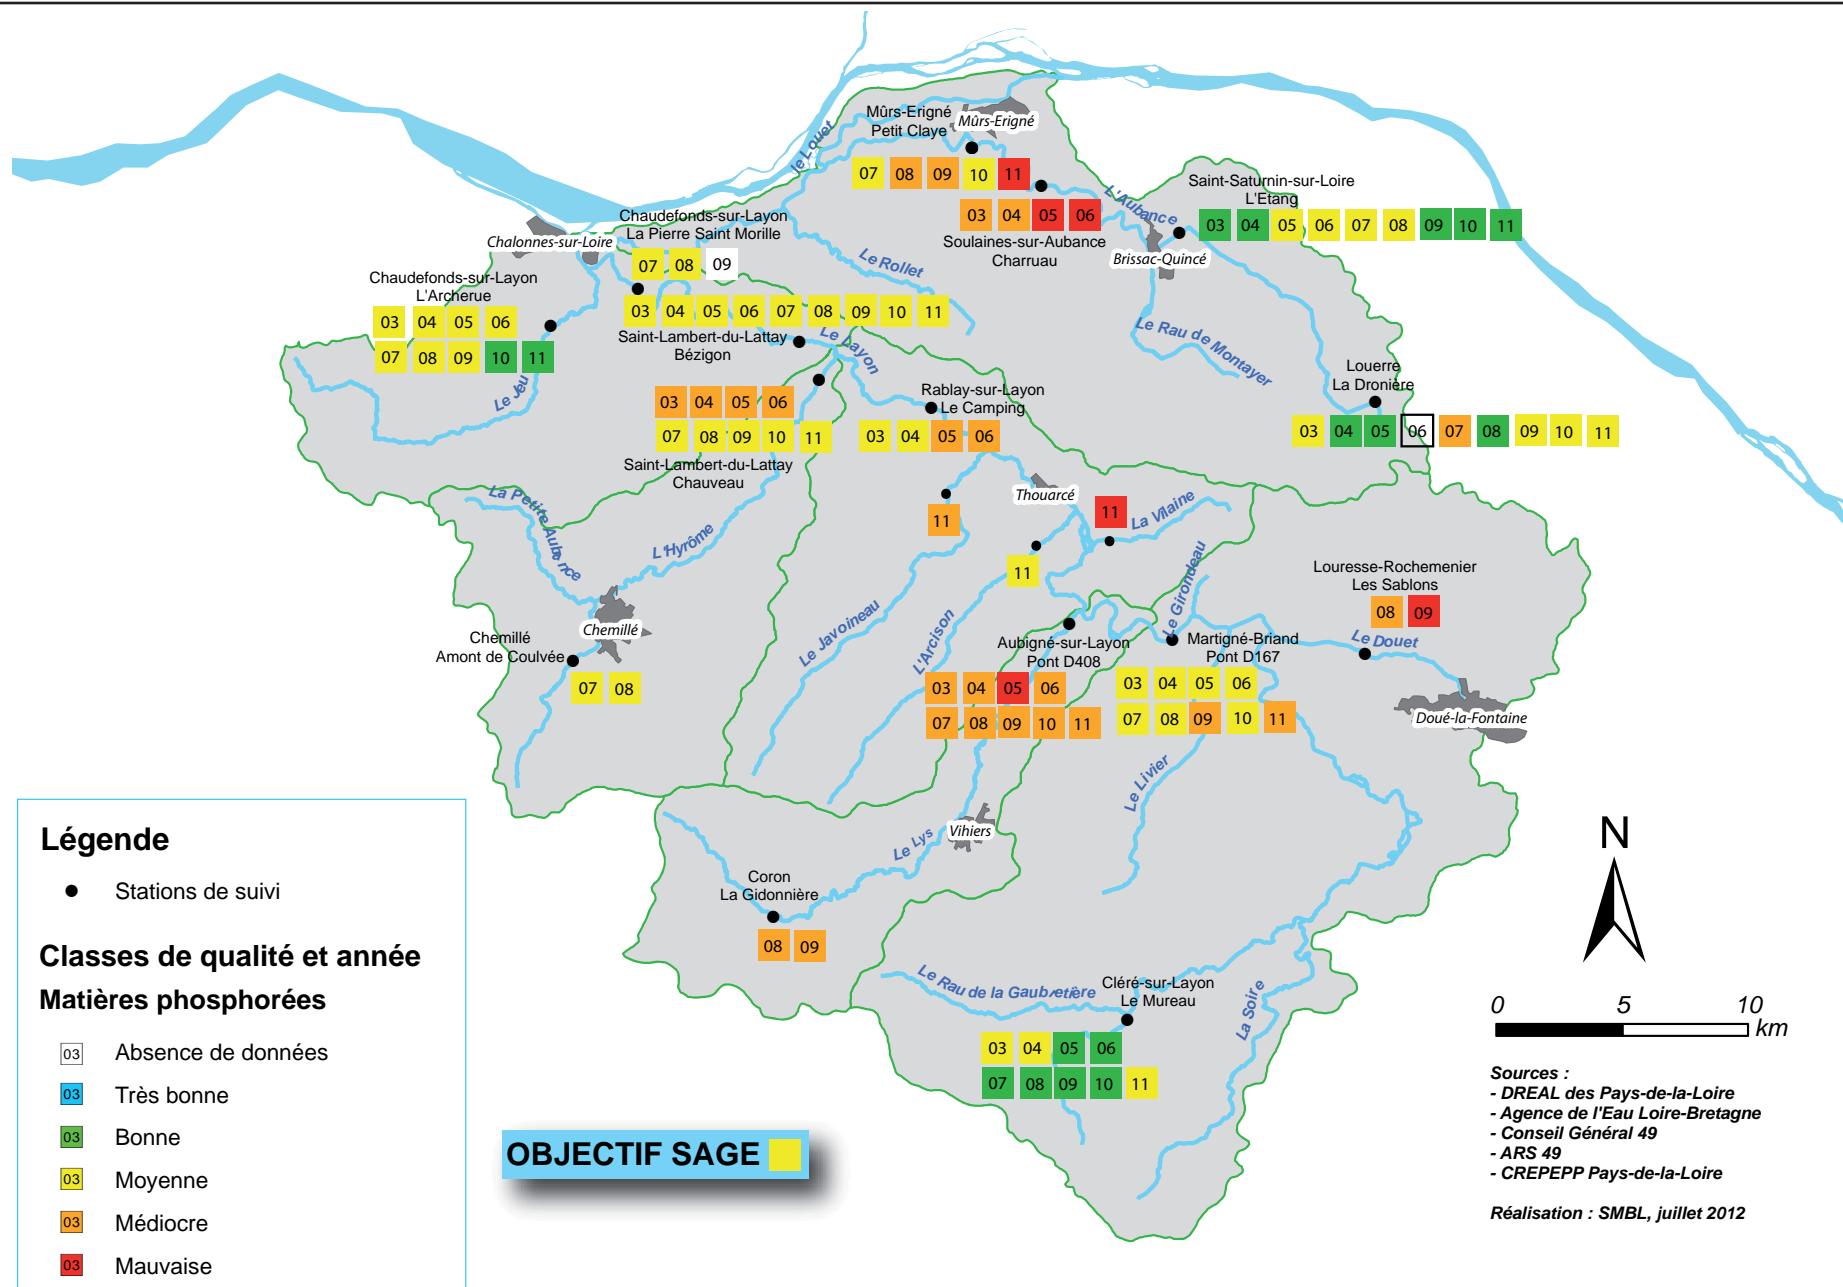 Mûrs-Erigné
Petit Claye
Mûrs-Erigné
le Louet
07 08 09 10 11
03 04 05 06
Soulaines-sur-Aubance
Charruau
L'Aubance
Saint-Saturnin-sur-Loire
L'Etang
03 04 05 06 07 08 09 10 11
Brissac-Quincé
Chaudefonds-sur-Layon
La Pierre Saint Morille
07 08 09
Chalonnes-sur-Loire
Le Rollet
Chaudefonds-sur-Layon
L'Archerue
03 04 05 06
07 08 09 10 11
Le Jeu
03 04 05 06 07 08 09 10 11
Saint-Lambert-du-Lattay
Bézigon
Le Layon
Le Rau de Montayer
Louerre
La Dronière
03 04 05 06 07 08 09 10 11
03 04 05 06
07 08 09 10 11
Saint-Lambert-du-Lattay
Chauveau
Rablay-sur-Layon
Le Camping
03 04 05 06
La Petite Aubance
L'Hyrôme
11
Thouarcé
11
La Vilaine
11
Le Girondeau
Louresse-Rochemenier
Les Sablons
08 09
Le Douet
Doué-la-Fontaine
Chemillé
Chemillé
Amont de Coulvée
07 08
Le Javoineau
L'Arcison
Aubigné-sur-Layon
Pont D408
03 04 05 06
07 08 09 10 11
Martigné-Briand
Pont D167
03 04 05 06
07 08 09 10 11
Le Livier
Vihiers
Le Lys
Coron
La Gidonnière
08 09
Le Rau de la Gaubretière
Cléré-sur-Layon
Le Mureau
03 04 05 06
07 08 09 10 11
La Soire
Légende
Stations de suivi
Classes de qualité et année
Matières phosphorées
03 Absence de données
03 Très bonne
03 Bonne
03 Moyenne
03 Médiocre
03 Mauvaise
OBJECTIF SAGE
N
0 5 10
km
Sources :
- DREAL des Pays-de-la-Loire
- Agence de l'Eau Loire-Bretagne
- Conseil Général 49
- ARS 49
- CREPEPP Pays-de-la-Loire
Réalisation : SMBL, juillet 2012